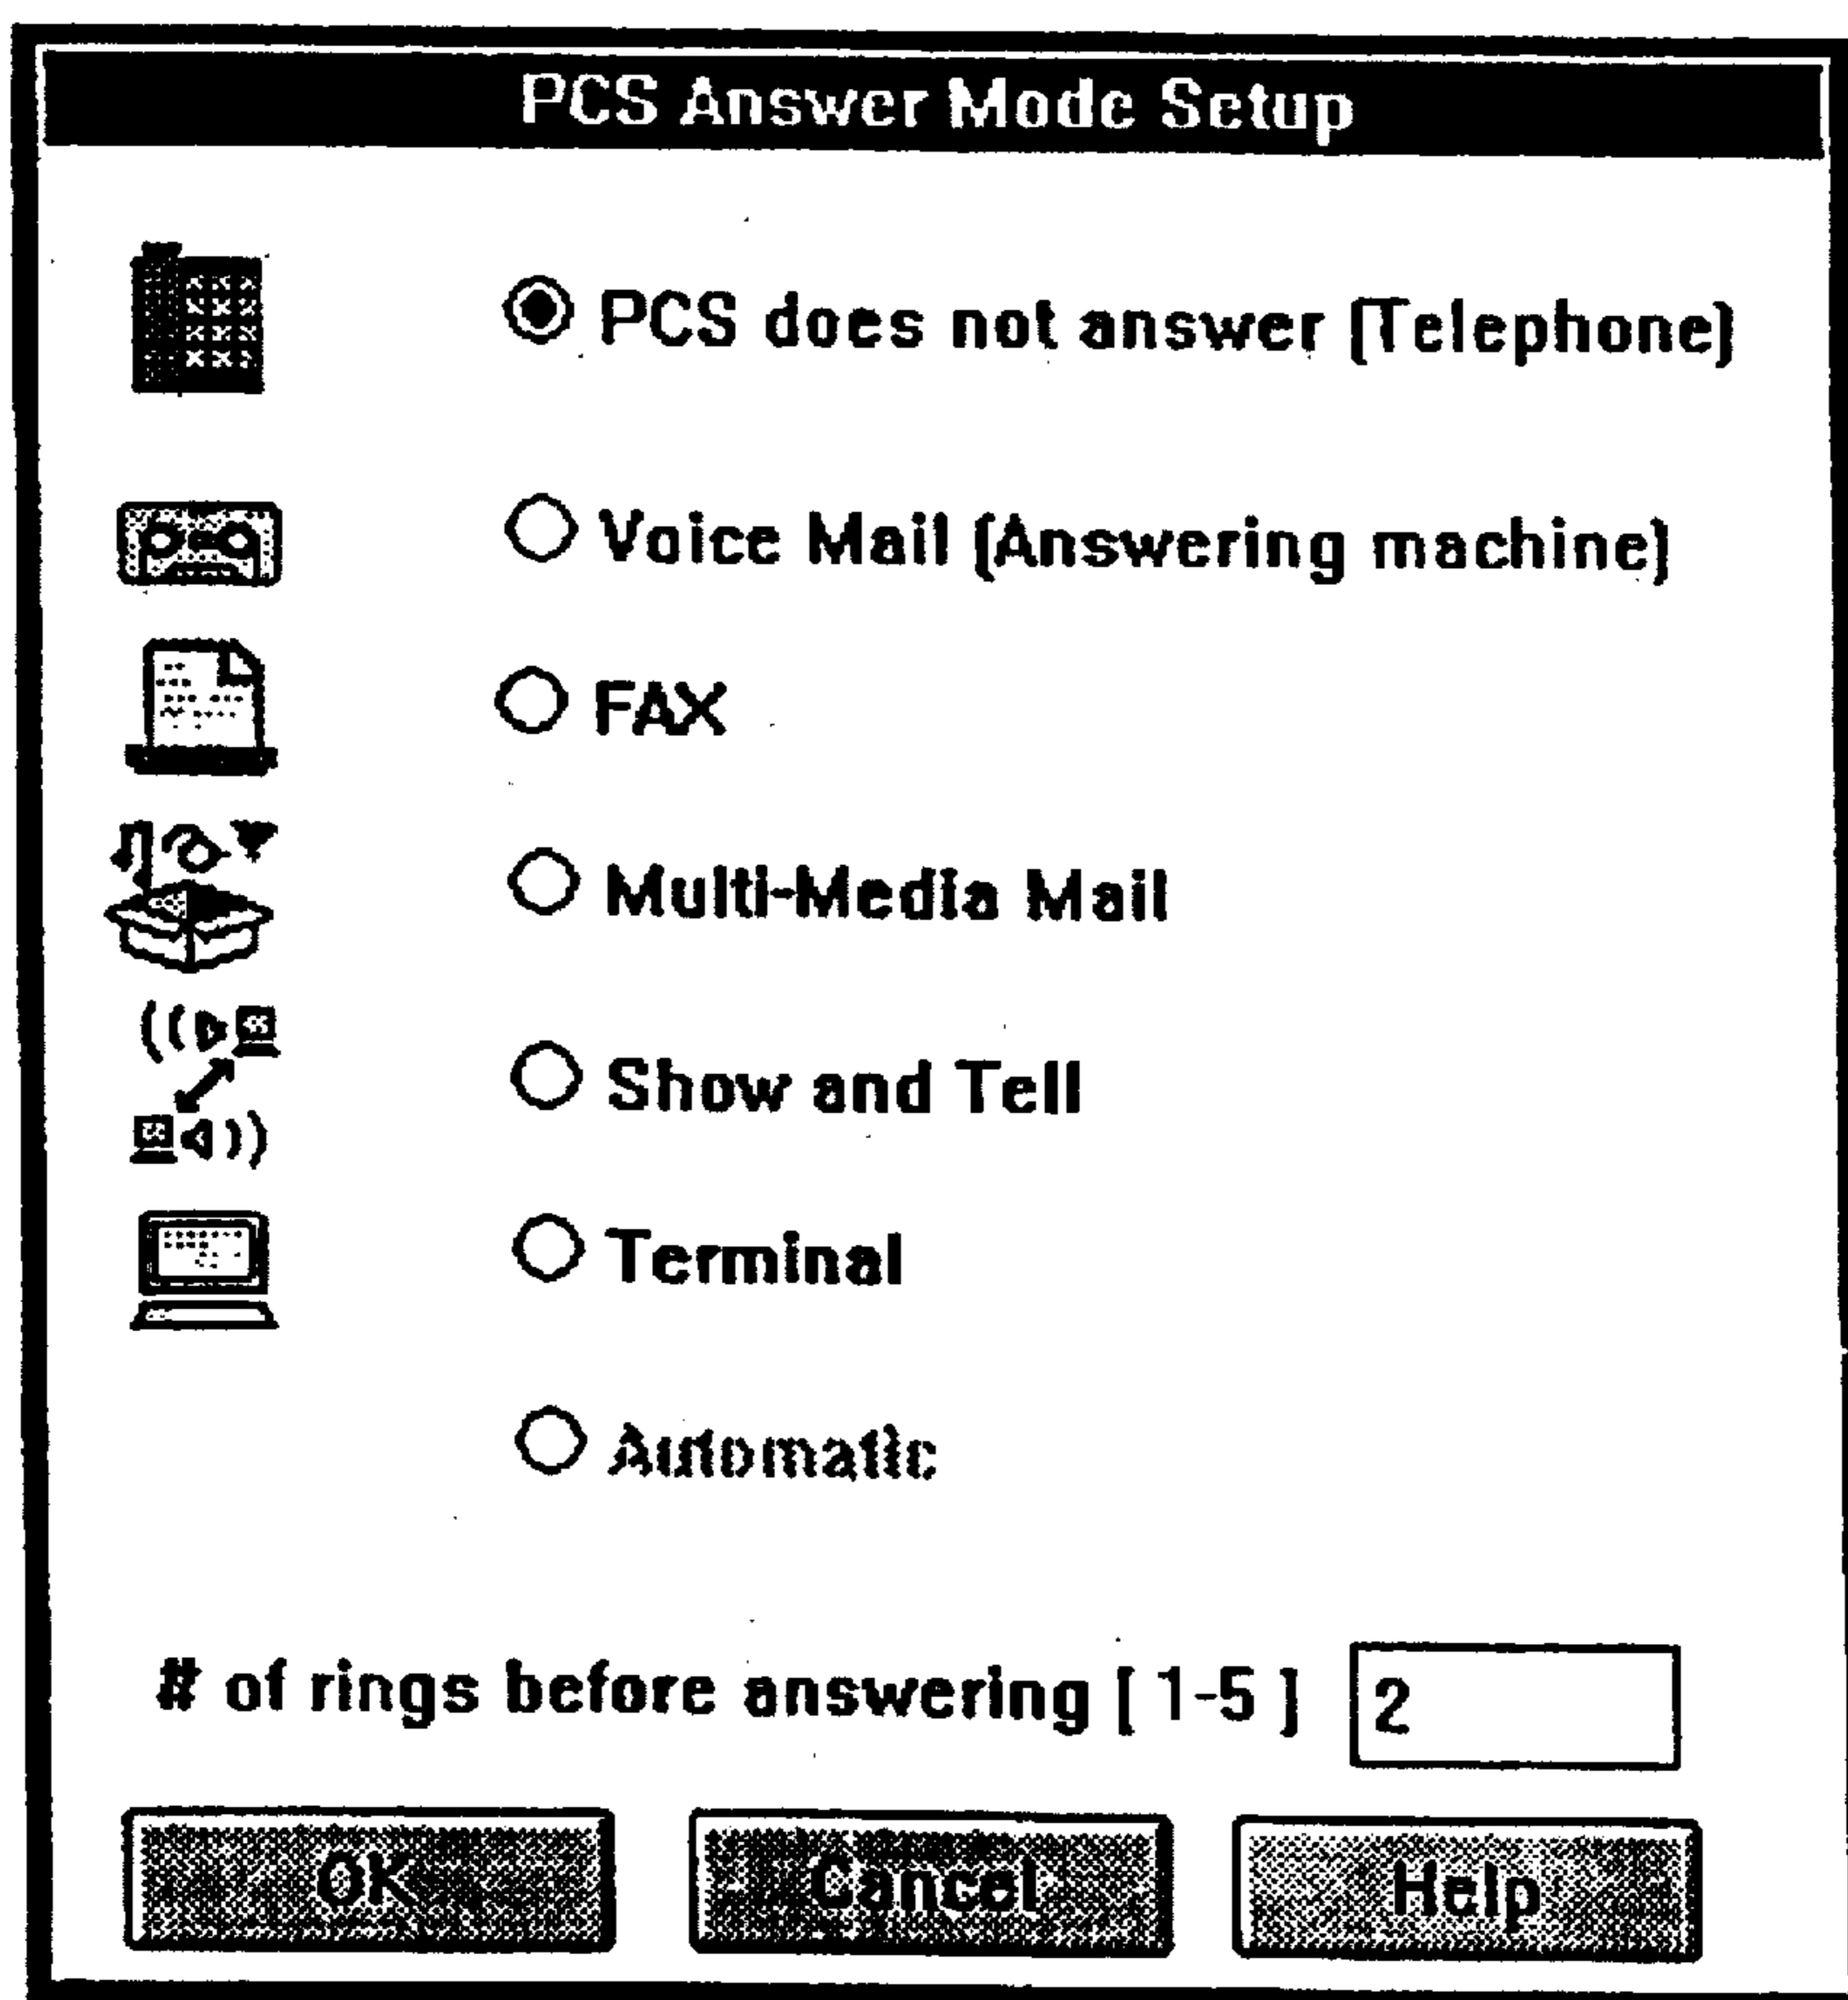 PCS Answer Mode Setup
PCS does not answer (Telephone)
Voice Mail (Answering machine)
FAX
Multi-Media Mail
Show and Tell
Terminal
Automatic
# of rings before answering [ 1-5 ] 2
OK Cancel Help